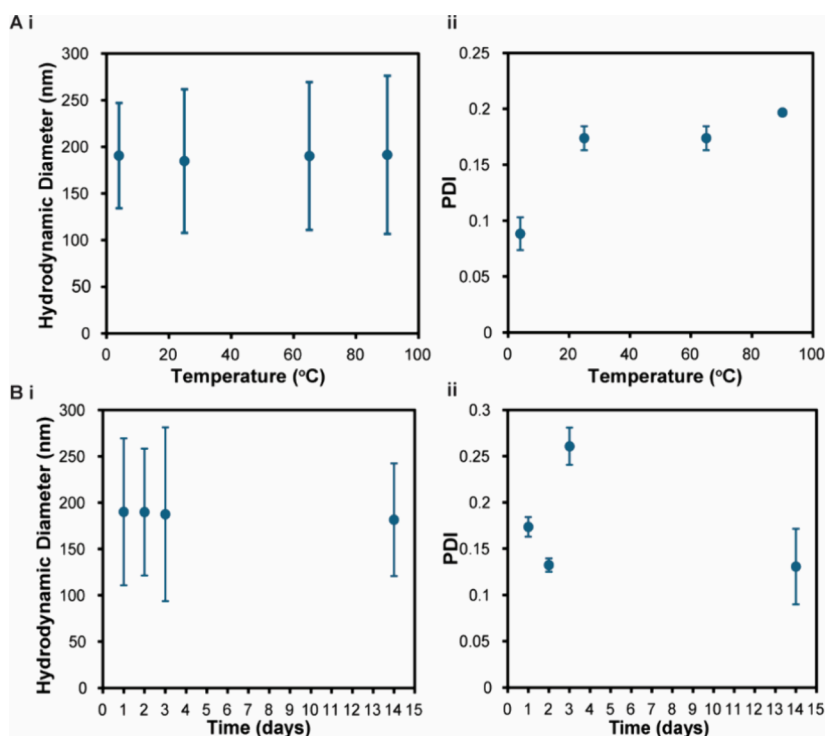 A i
ii
300
250
200
150
100
50
0
Hydrodynamic Diameter (nm)
0 20 40 60 80 100
Temperature (ºC)
0.25
0.2
0.15
0.1
0.05
0
PDI
0 20 40 60 80 100
Temperature (ºC)
B i
ii
300
250
200
150
100
50
0
Hydrodynamic Diameter (nm)
0 1 2 3 4 5 6 7 8 9 10 11 12 13 14 15
Time (days)
0.3
0.25
0.2
0.15
0.1
0.05
0
PDI
0 1 2 3 4 5 6 7 8 9 10 11 12 13 14 15
Time (days)